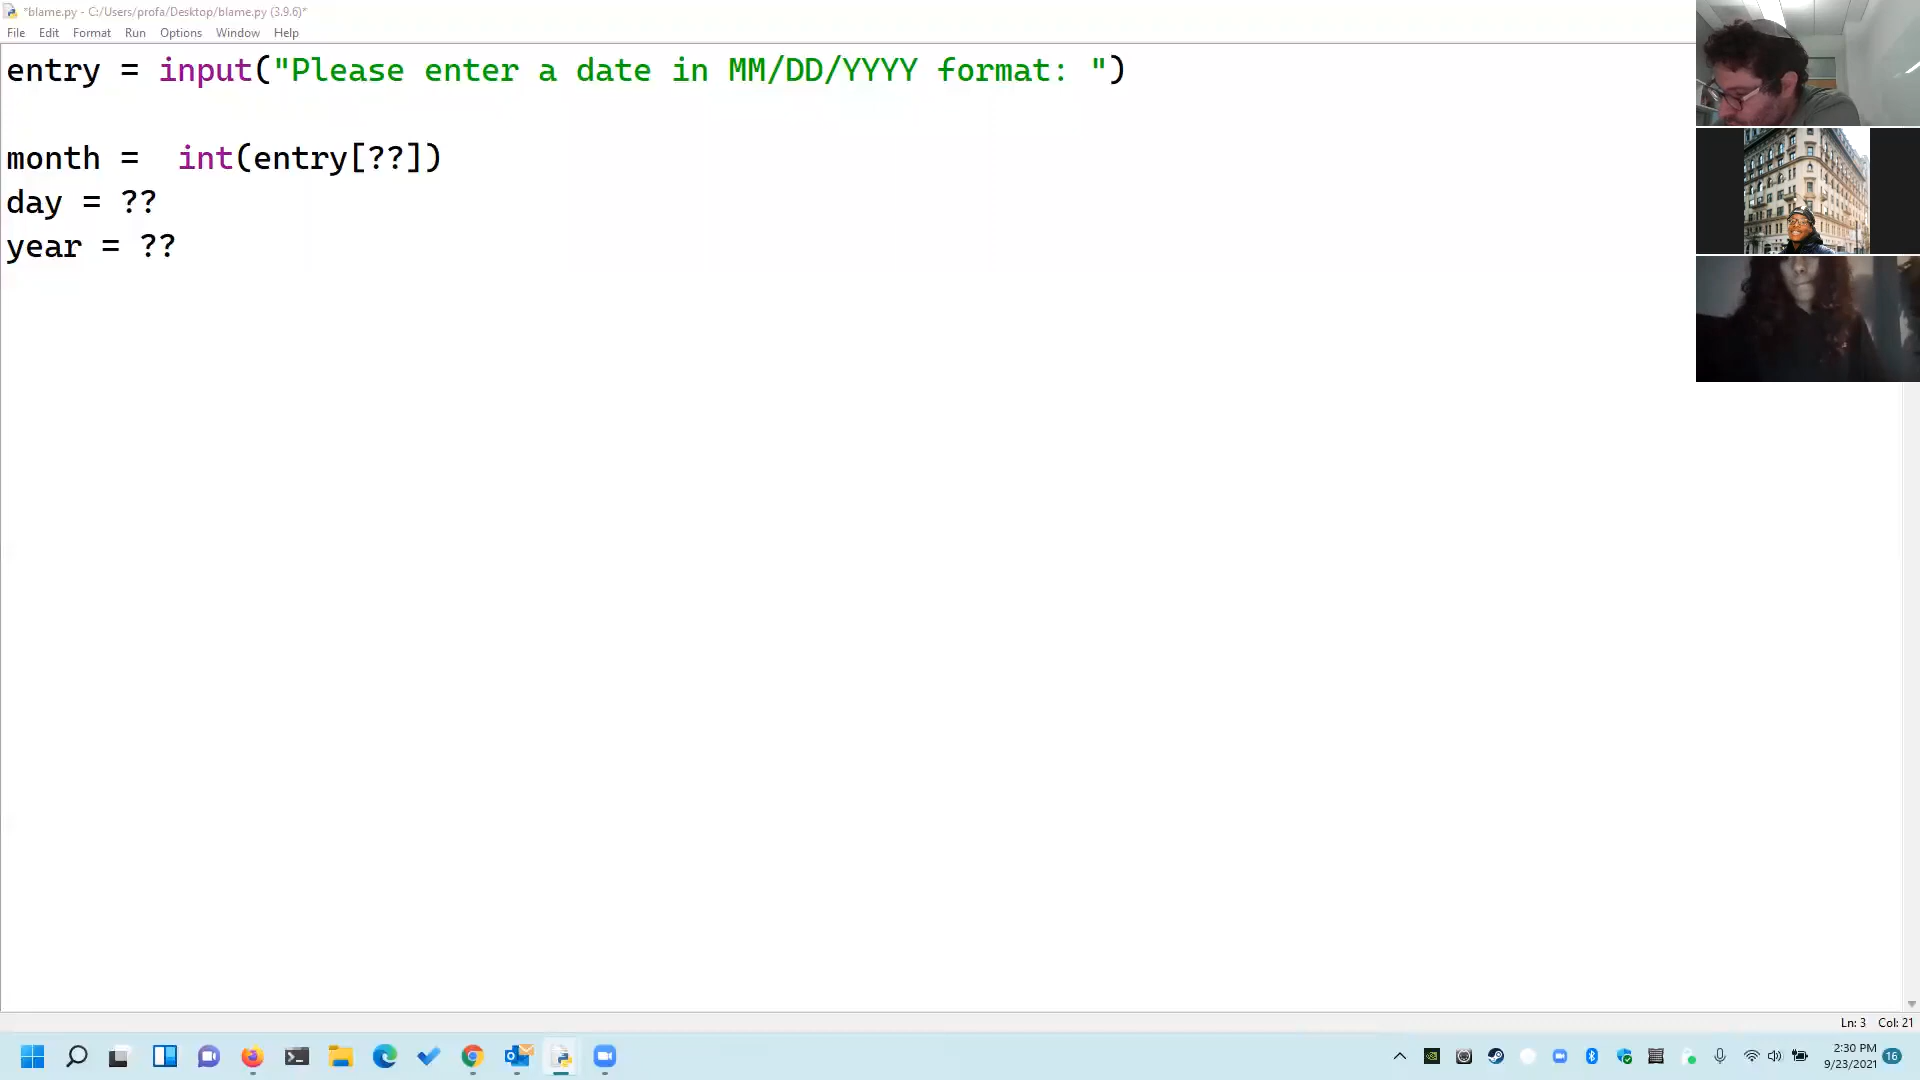 *blame.py - C:/Users/profa/Desktop/blame.py (3.9.6)*
File Edit Format Run Options Window Help
entry = input("Please enter a date in MM/DD/YYYY format: ")
month =  int(entry[??])
day = ??
year = ??
Ln: 3 Col: 21
2:30 PM
9/23/2021 16